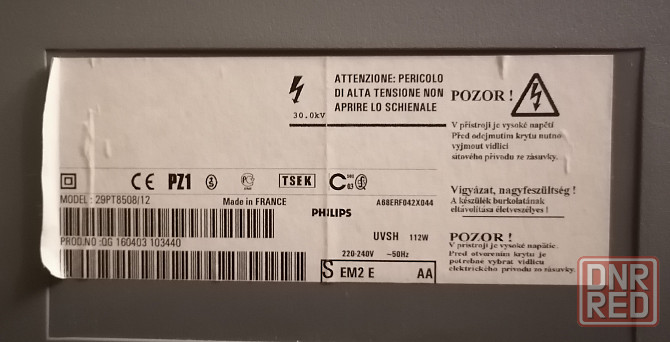 ATTENZIONE: PERICOLO
DI ALTA TENSIONE NON
APRIRE LO SCHIENALE
30.0kV
POZOR !
V přístroji je vysoké napětí
Před odejmutím krytu nutno
vyjmout vidlici
síťového přívodu ze zásuvky.
CE PZ1 TSEK
MODEL: 29PT8508/12 Made in FRANCE
A68ERF042X044
PHILIPS
Vigyázat, nagyfeszültség !
A készülék burkolatának
eltávolítása életveszélyes !
PROD.NO :QG 160403 103440
UVSH 112W
220-240V ~50Hz
S EM2 E AA
POZOR !
V prístroji je vysoké napätie
Pred otvorením krytu je
potrebné vybrať vidlicu
elektrického prívodu zo zásuvky.
DNR
RED